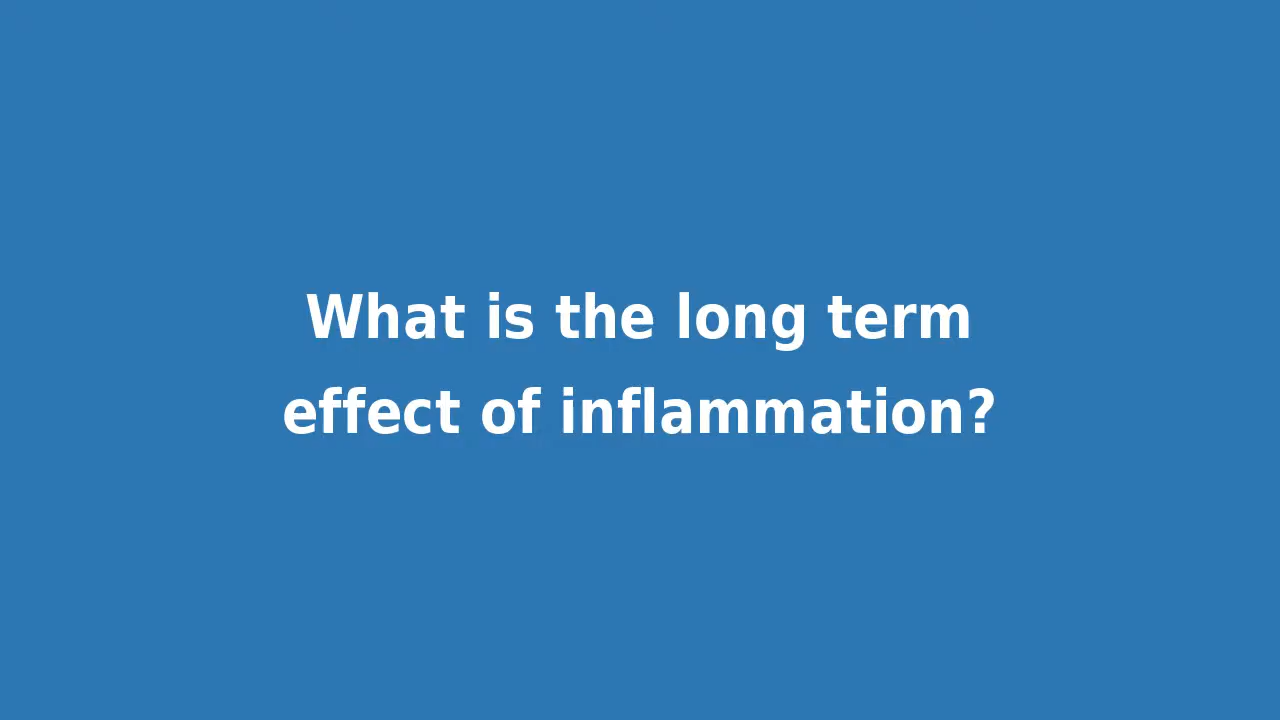 What is the long term
effect of inflammation?